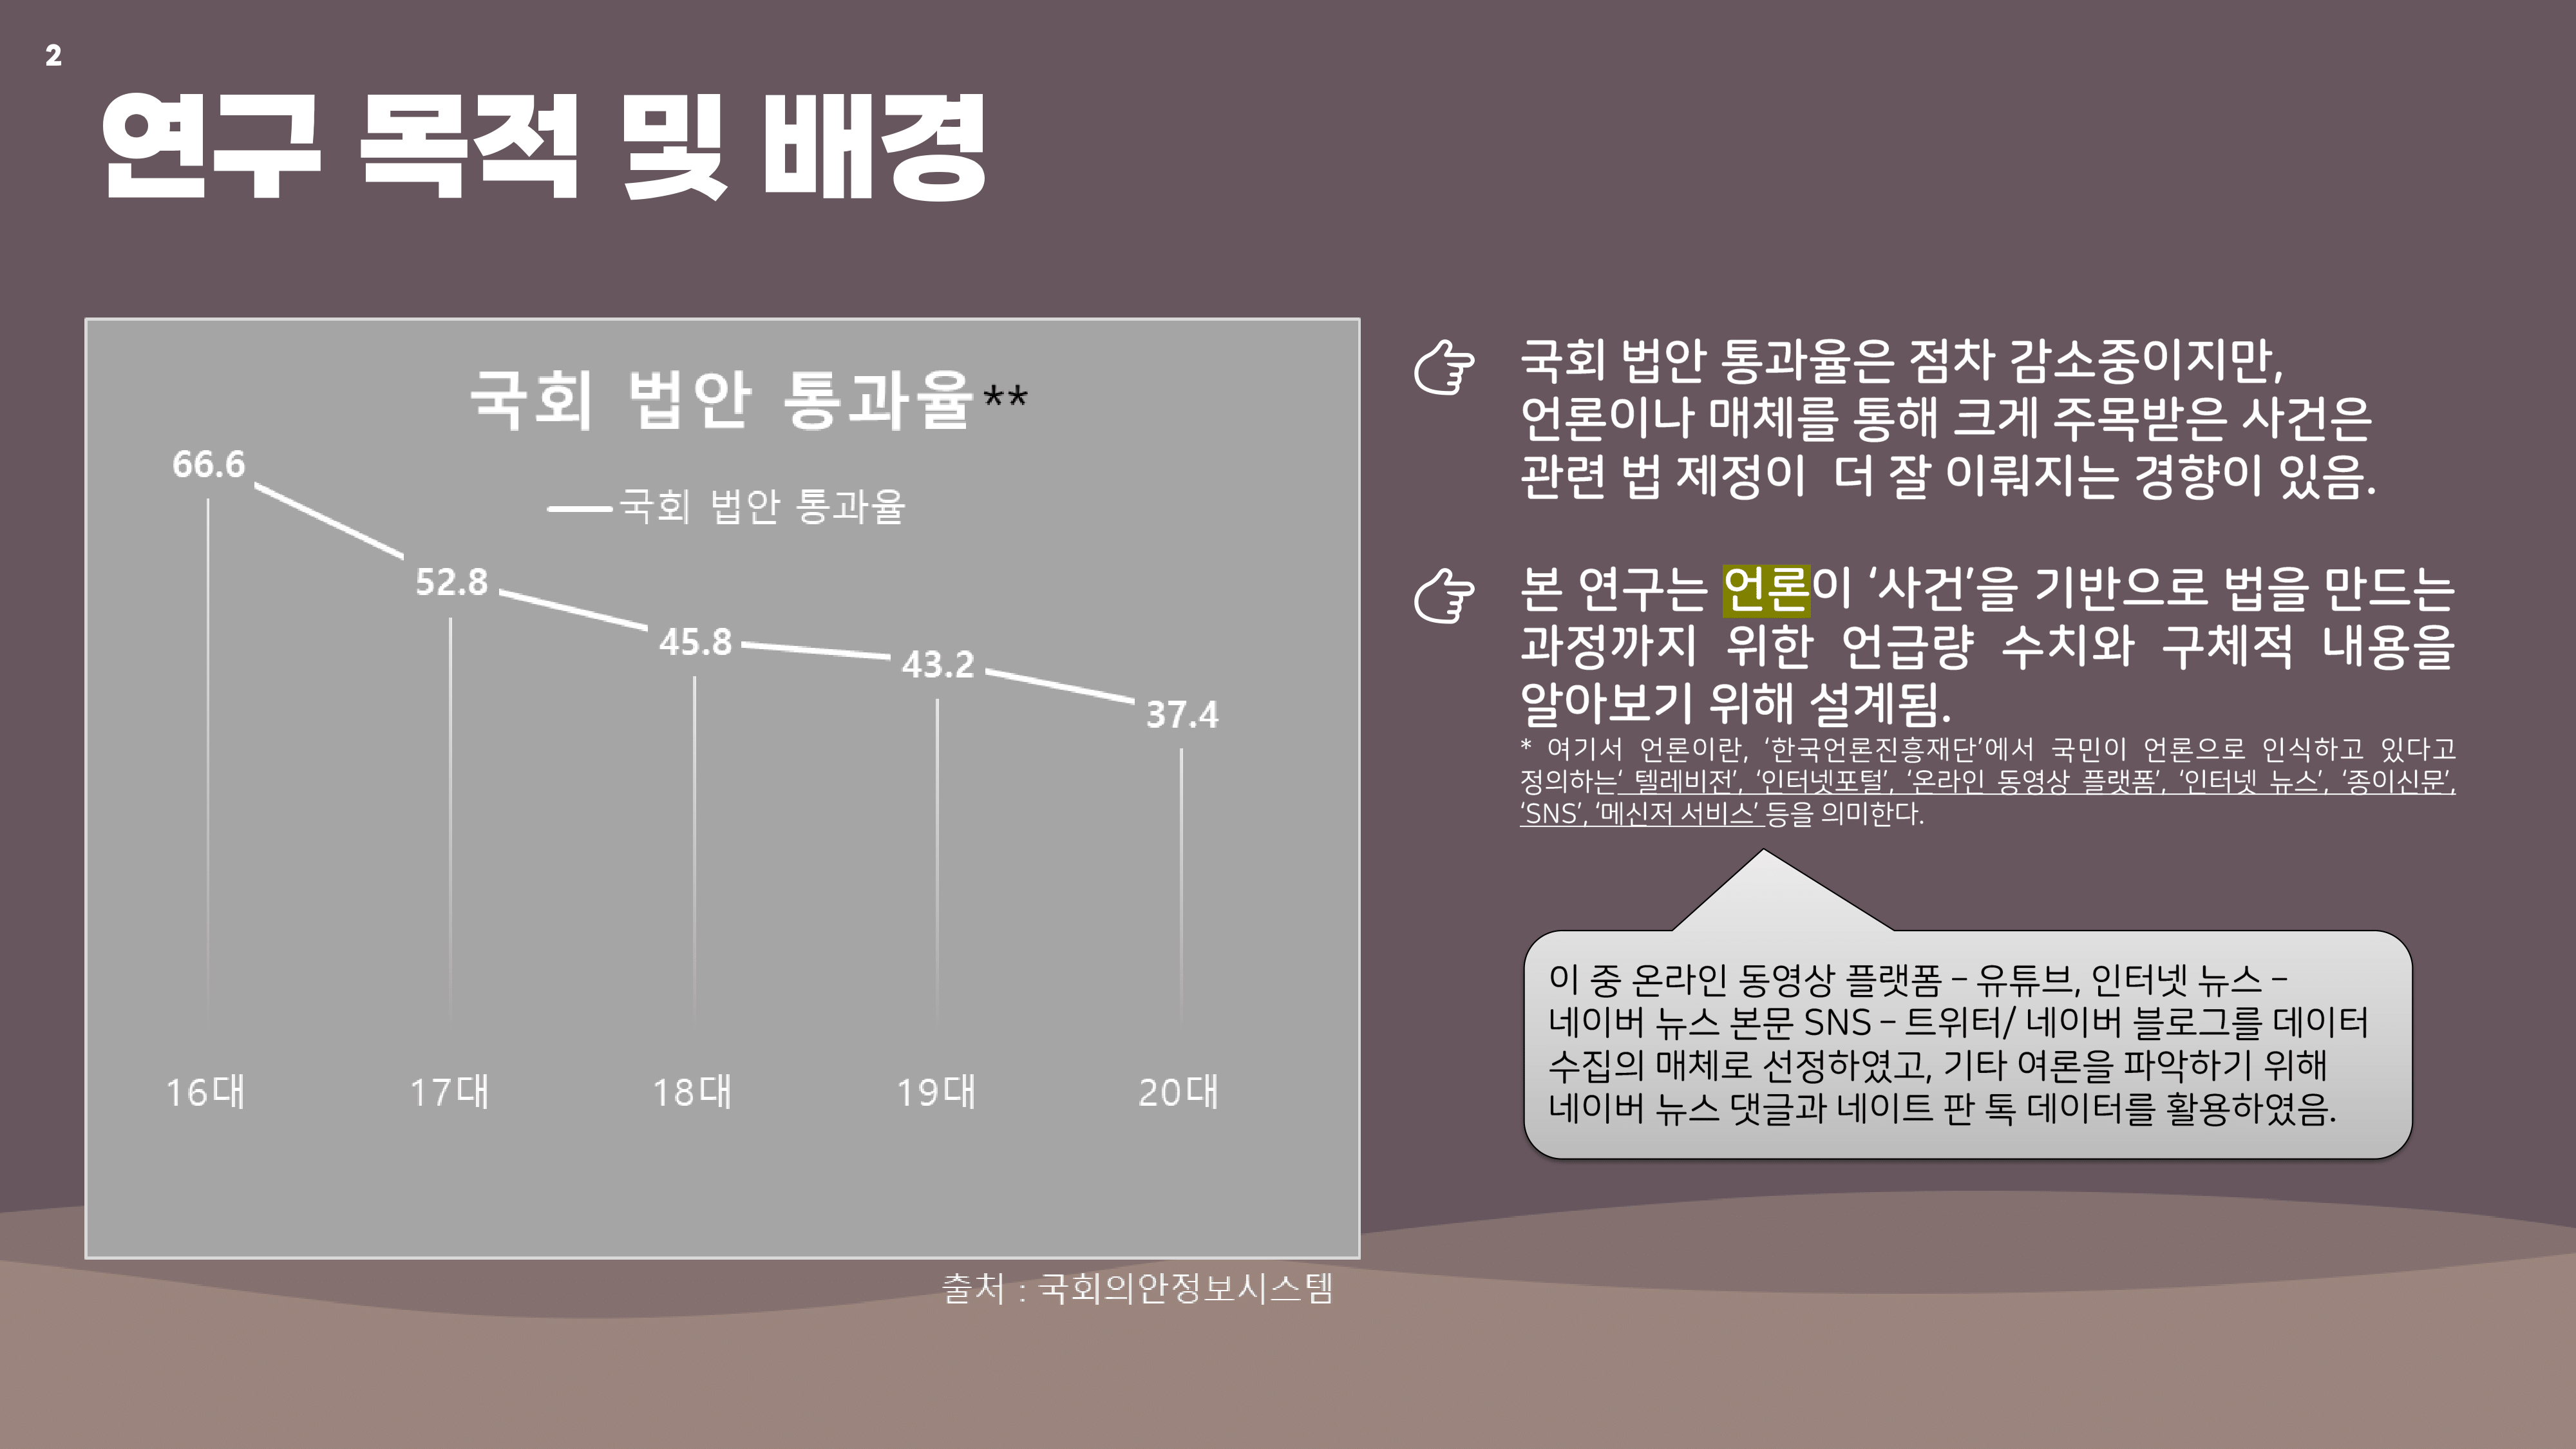 2
연구 목적 및 배경
국회 법안 통과율**
국회 법안 통과율
66.6
52.8
45.8
43.2
37.4
16대
17대
18대
19대
20대
출처 : 국회의안정보시스템
국회 법안 통과율은 점차 감소중이지만,
언론이나 매체를 통해 크게 주목받은 사건은
관련 법 제정이 더 잘 이뤄지는 경향이 있음.
본 연구는 언론이 ‘사건’을 기반으로 법을 만드는
과정까지 위한 언급량 수치와 구체적 내용을
알아보기 위해 설계됨.
* 여기서 언론이란, ‘한국언론진흥재단’에서 국민이 언론으로 인식하고 있다고
정의하는‘ 텔레비전’, ‘인터넷포털’, ‘온라인 동영상 플랫폼’, ‘인터넷 뉴스’, ‘종이신문’,
‘SNS’, ‘메신저 서비스’ 등을 의미한다.
이 중 온라인 동영상 플랫폼 – 유튜브, 인터넷 뉴스 –
네이버 뉴스 본문 SNS – 트위터/ 네이버 블로그를 데이터
수집의 매체로 선정하였고, 기타 여론을 파악하기 위해
네이버 뉴스 댓글과 네이트 판 톡 데이터를 활용하였음.